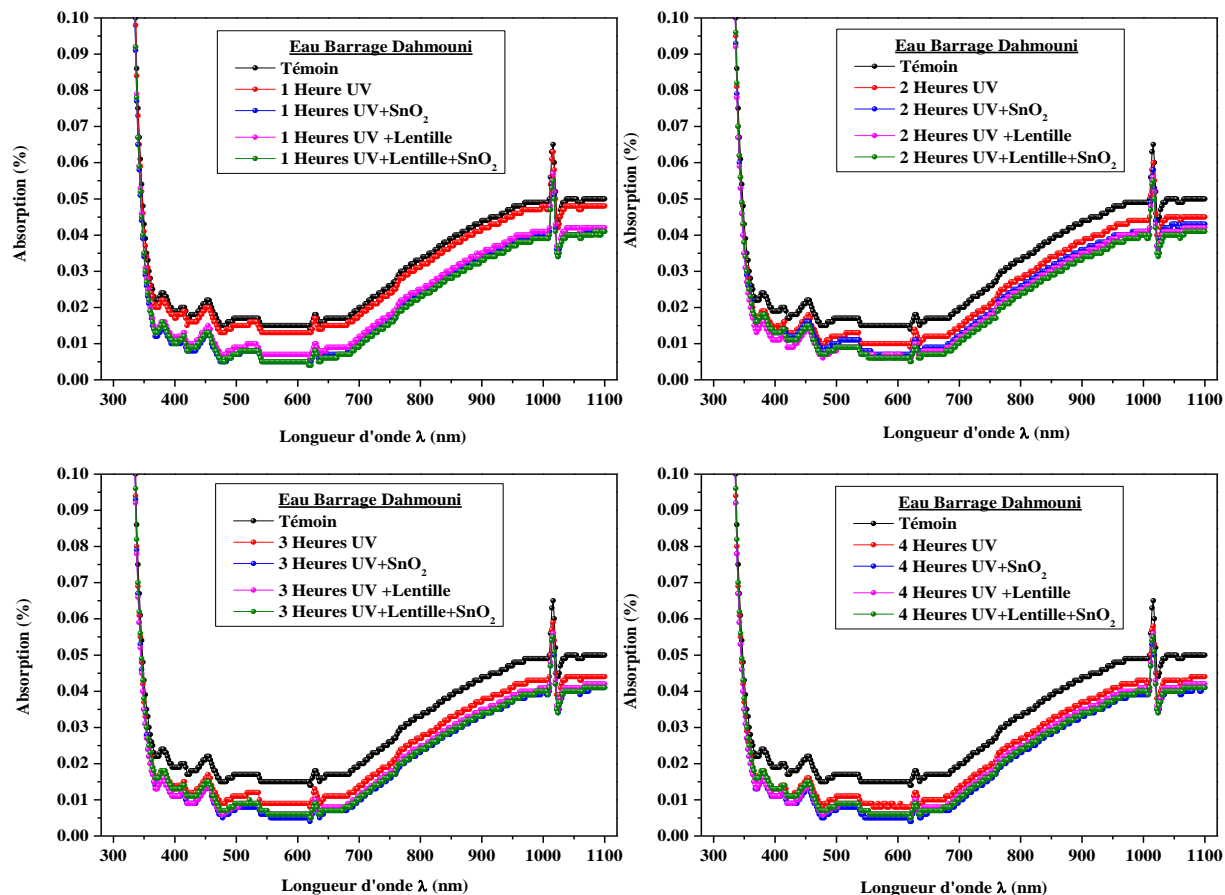 Absorption (%)
0.10
0.09
0.08
0.07
0.06
0.05
0.04
0.03
0.02
0.01
0.00
Eau Barrage Dahmouni
Témoin
1 Heure UV
1 Heures UV+SnO2
1 Heures UV +Lentille
1 Heures UV+Lentille+SnO2
300 400 500 600 700 800 900 1000 1100
Longueur d'onde λ (nm)
Absorption (%)
0.10
0.09
0.08
0.07
0.06
0.05
0.04
0.03
0.02
0.01
0.00
Eau Barrage Dahmouni
Témoin
2 Heures UV
2 Heures UV+SnO2
2 Heures UV +Lentille
2 Heures UV+Lentille+SnO2
300 400 500 600 700 800 900 1000 1100
Longueur d'onde λ (nm)
Absorption (%)
0.10
0.09
0.08
0.07
0.06
0.05
0.04
0.03
0.02
0.01
0.00
Eau Barrage Dahmouni
Témoin
3 Heures UV
3 Heures UV+SnO2
3 Heures UV +Lentille
3 Heures UV+Lentille+SnO2
300 400 500 600 700 800 900 1000 1100
Longueur d'onde λ (nm)
Absorption (%)
0.10
0.09
0.08
0.07
0.06
0.05
0.04
0.03
0.02
0.01
0.00
Eau Barrage Dahmouni
Témoin
4 Heures UV
4 Heures UV+SnO2
4 Heures UV +Lentille
4 Heures UV+Lentille+SnO2
300 400 500 600 700 800 900 1000 1100
Longueur d'onde λ (nm)